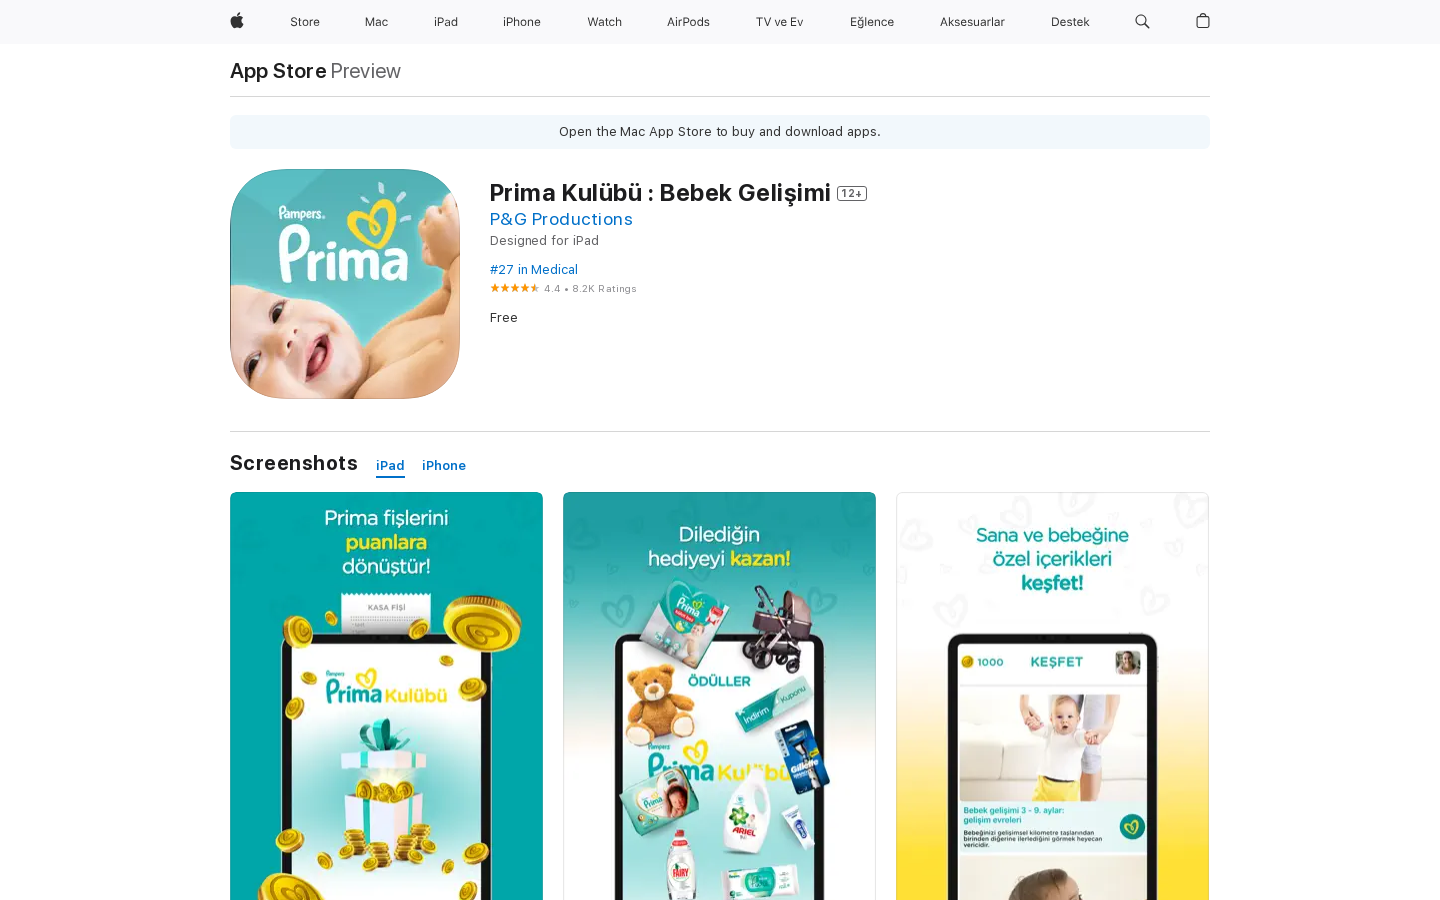 Store
Mac
iPad
iPhone
Watch
AirPods
TV ve Ev
Eğlence
Aksesuarlar
Destek
App Store Preview
Open the Mac App Store to buy and download apps.
Pampers.
Prima
Prima Kulübü : Bebek Gelişimi 12+
P&G Productions
Designed for iPad
#27 in Medical
4.4 • 8.2K Ratings
Free
Screenshots iPad iPhone
Prima fişlerini
puanlara
dönüştür!
KASA FİŞİ
Pampers
Prima Kulübü
Dilediğin
hediyeyi kazan!
Prima
ÖDÜLLER
İndirim Kuponu
Pampers
Prima Kulübü
Gillette
Prima
ARIEL
FAIRY
Sana ve bebeğine
özel içerikleri
keşfet!
1000 KEŞFET
Bebek gelişimi 3 - 9. aylar:
gelişim evreleri
Bebeğinizi gelişimsel kilometre taşlarından
birinden diğerine ilerlediğini görmek heyecan
vericidir.